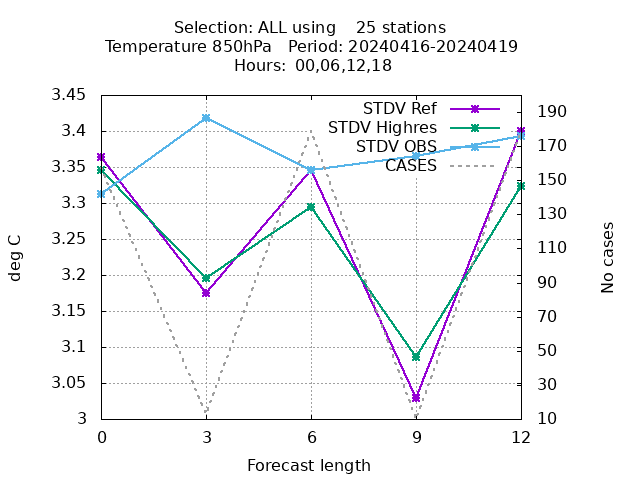 Selection: ALL using    25 stations
Temperature 850hPa   Period: 20240416-20240419
Hours:  00,06,12,18
STDV Ref
STDV Highres
STDV OBS
CASES
deg C
3.45
3.4
3.35
3.3
3.25
3.2
3.15
3.1
3.05
3
190
170
150
130
110
90
70
50
30
10
No cases
0 3 6 9 12
Forecast length